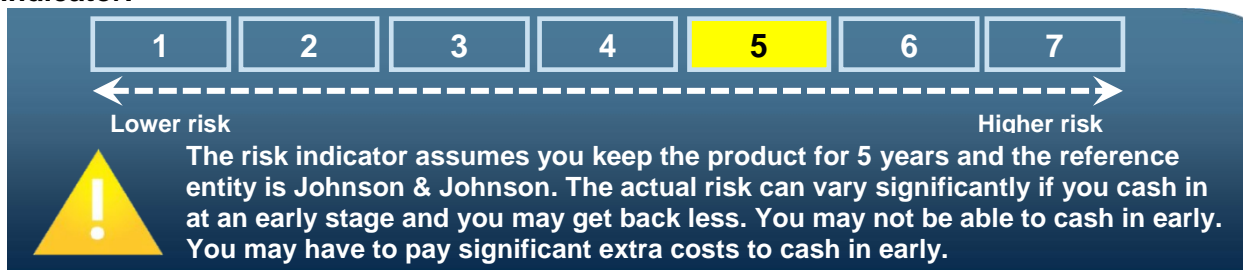 1 2 3 4 5 6 7
Lower risk Higher risk
The risk indicator assumes you keep the product for 5 years and the reference
entity is Johnson & Johnson. The actual risk can vary significantly if you cash in
at an early stage and you may get back less. You may not be able to cash in early.
You may have to pay significant extra costs to cash in early.